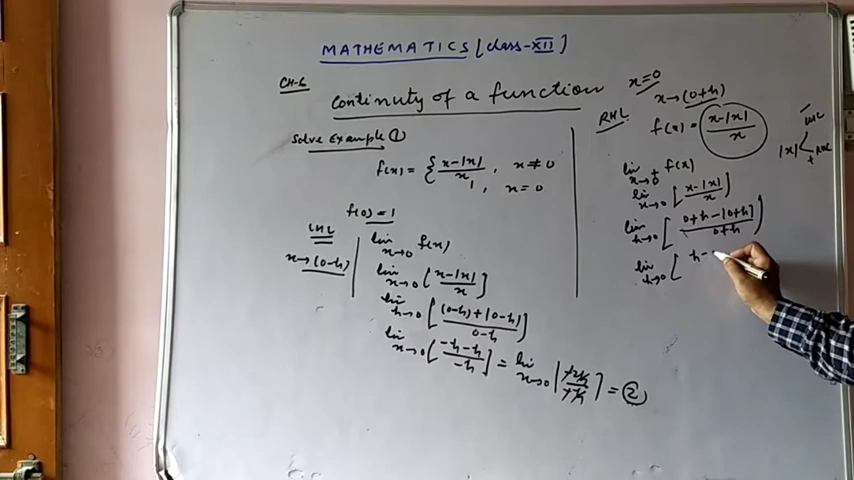 MATHEMATICS [class-XII]
CH-6
Continuty of a function
Solve Example ①
f(x) = { x-|x| / x , x ≠ 0
1 , x = 0
f(0) = 1
LHL
x→(0-h)
lim x→0 f(x)
lim x→0 [ x-|x| / x ]
lim h→0 [ (0-h)+|0-h| / 0-h ]
lim x→0 [ -h-h / -h ] = lim x→0 [ +2h / +h ] = ②
x=0
x→(0+h)
RHL
f(x) = x-|x| / x
|x| < LHL - RHL +
lim x→0⁺ f(x)
lim x→0 [ x-|x| / x ]
lim h→0 [ 0+h-|0+h| / 0+h ]
lim h→0 [ h-